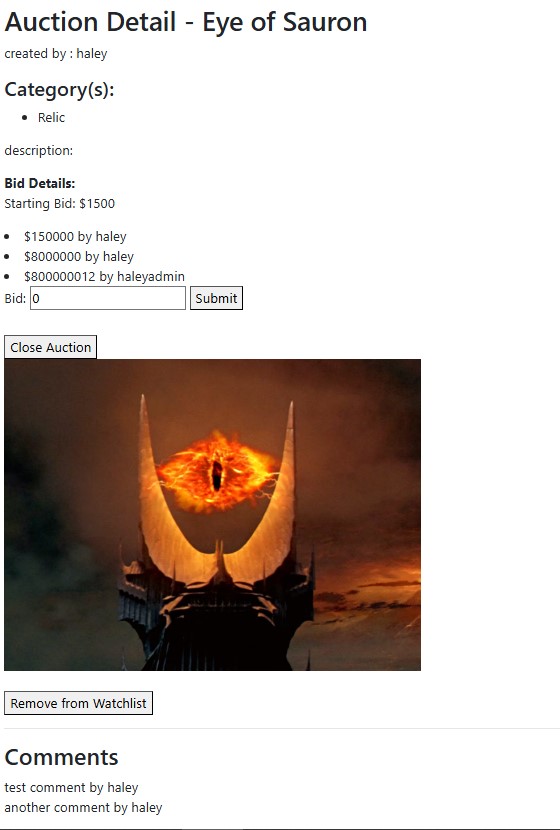 Auction Detail - Eye of Sauron
created by : haley
Category(s):
• Relic
description:
Bid Details:
Starting Bid: $1500
• $150000 by haley
• $8000000 by haley
• $800000012 by haleyadmin
Bid: 0 Submit
Close Auction
Remove from Watchlist
Comments
test comment by haley
another comment by haley